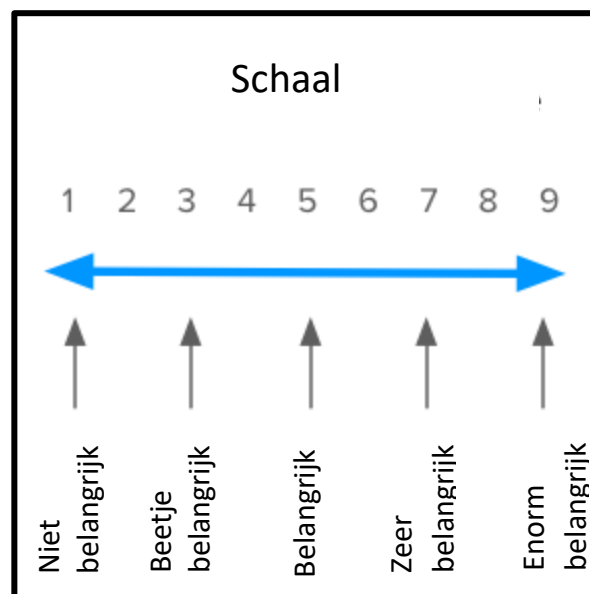 Schaal
1 2 3 4 5 6 7 8 9
Niet
belangrijk
Beetje
belangrijk
Belangrijk
Zeer
belangrijk
Enorm
belangrijk